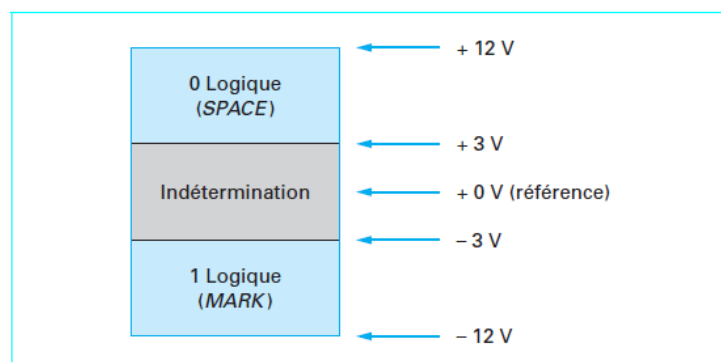 + 12 V
0 Logique
(SPACE)
+ 3 V
Indétermination
+ 0 V (référence)
– 3 V
1 Logique
(MARK)
– 12 V